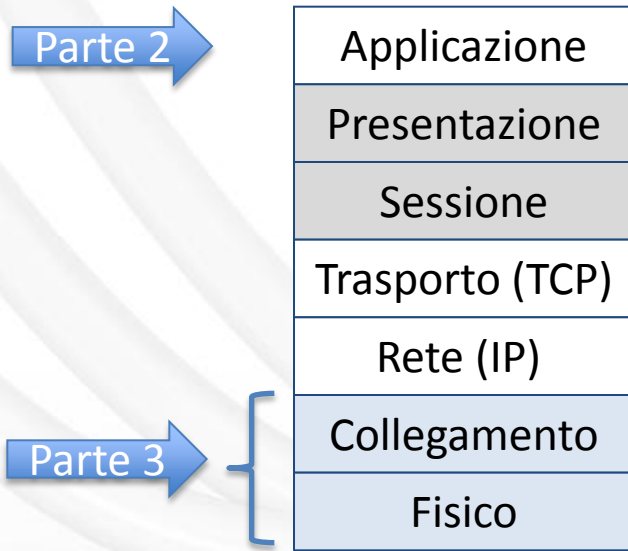 Parte 2
Applicazione
Presentazione
Sessione
Trasporto (TCP)
Rete (IP)
Collegamento
Parte 3
Fisico